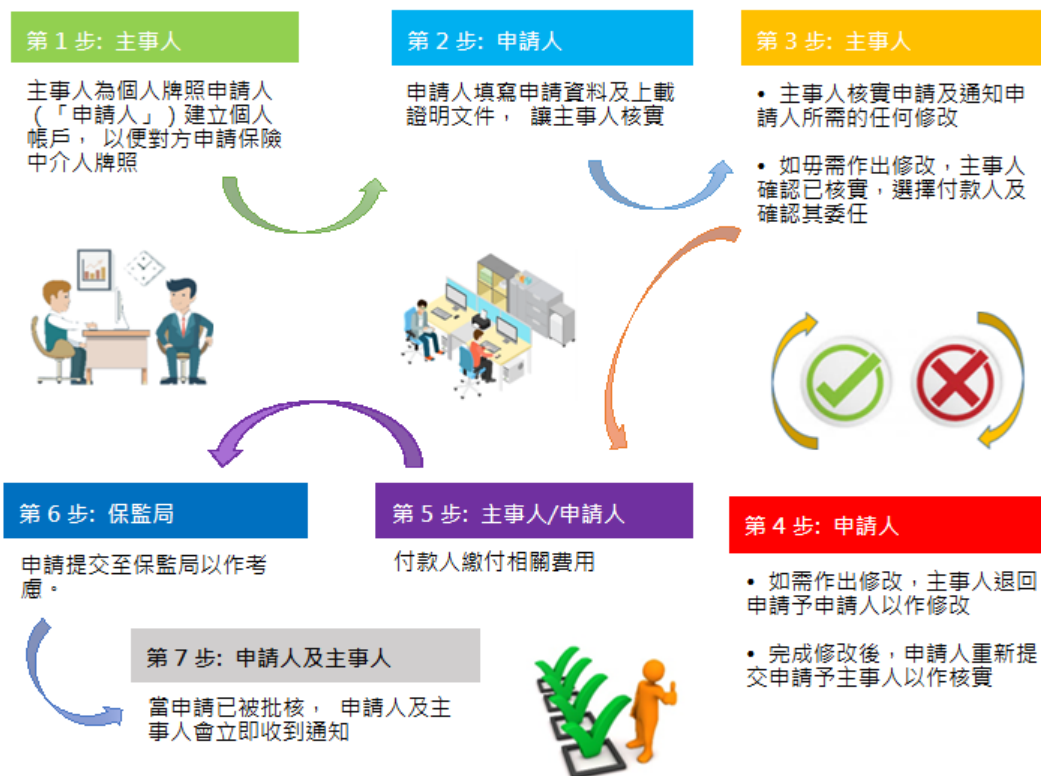 第 1 步: 主事人
主事人為個人牌照申請人
(「申請人」) 建立個人
帳戶， 以便對方申請保險
中介人牌照
第 2 步: 申請人
申請人填寫申請資料及上載
證明文件， 讓主事人核實
第 3 步: 主事人
• 主事人核實申請及通知申
請人所需的任何修改
• 如毋需作出修改，主事人
確認已核實，選擇付款人及
確認其委任
第 4 步: 申請人
• 如需作出修改，主事人退回
申請予申請人以作修改
• 完成修改後，申請人重新提
交申請予主事人以作核實
第 5 步: 主事人/申請人
付款人繳付相關費用
第 6 步: 保監局
申請提交至保監局以作考
慮。
第 7 步: 申請人及主事人
當申請已被批核， 申請人及主
事人會立即收到通知